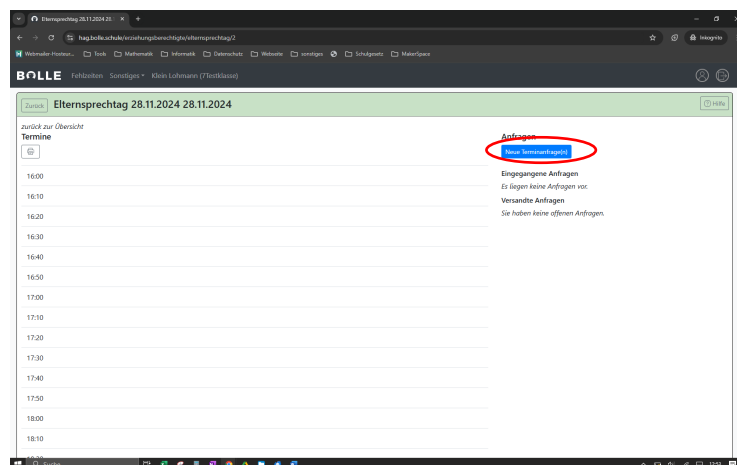 Elternsprechtag 28.11.2024 28.
hag.bolle.schule/erziehungsberechtigte/elternsprechtag/2
Inkognito
Webmailer-Hosteur... Tools Mathematik Informatik Datenschutz Webseite sonstiges Schulgesetz MakerSpace
BOLLE Fehlzeiten Sonstiges Klein Lohmann (7Testklasse)
Zurück Elternsprechtag 28.11.2024 28.11.2024 Hilfe
zurück zur Übersicht
Termine
Anfragen
Neue Terminanfrage(n)
Eingegangene Anfragen
Es liegen keine Anfragen vor.
Versandte Anfragen
Sie haben keine offenen Anfragen.
16:00
16:10
16:20
16:30
16:40
16:50
17:00
17:10
17:20
17:30
17:40
17:50
18:00
18:10
Suche